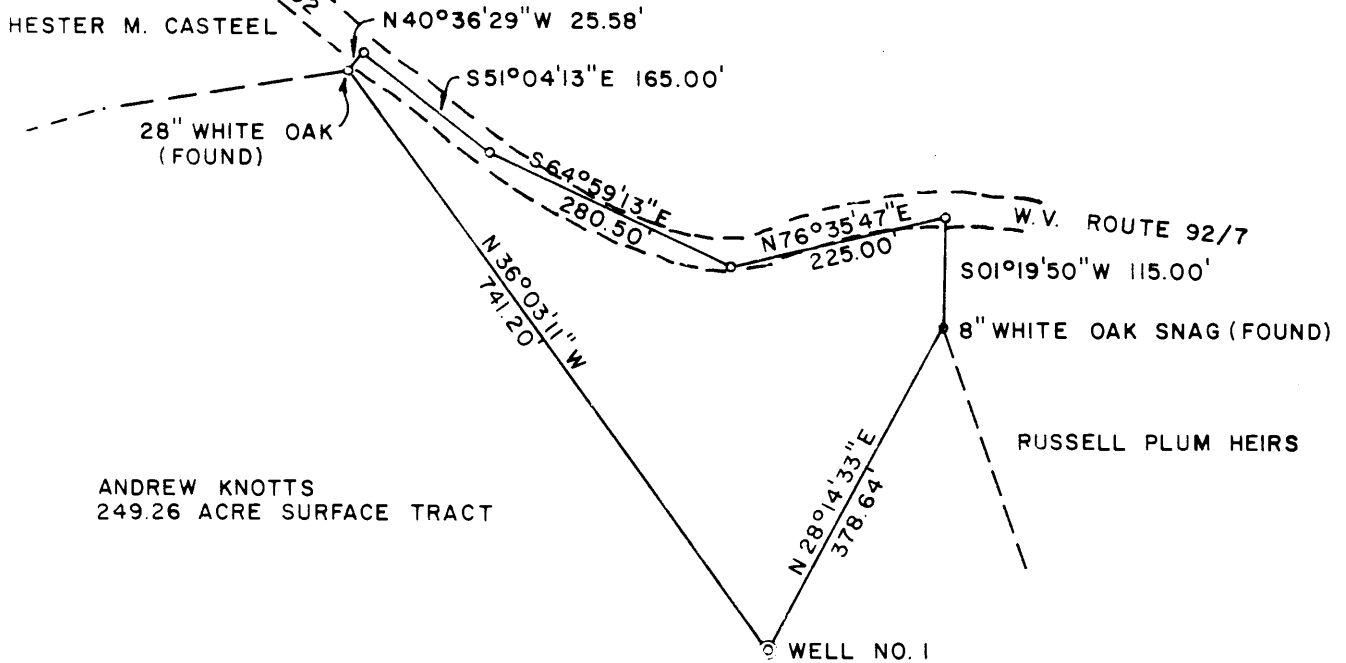 92
HESTER M. CASTEEL
N40°36'29"W 25.58'
S51°04'13"E 165.00'
28" WHITE OAK
(FOUND)
S64°59'13"E
280.50'
N76°35'47"E
225.00'
W.V. ROUTE 92/7
S01°19'50"W 115.00'
N36°03'11"W
741.20'
8" WHITE OAK SNAG (FOUND)
N28°14'33"E
378.64'
RUSSELL PLUM HEIRS
ANDREW KNOTTS
249.26 ACRE SURFACE TRACT
WELL NO. 1